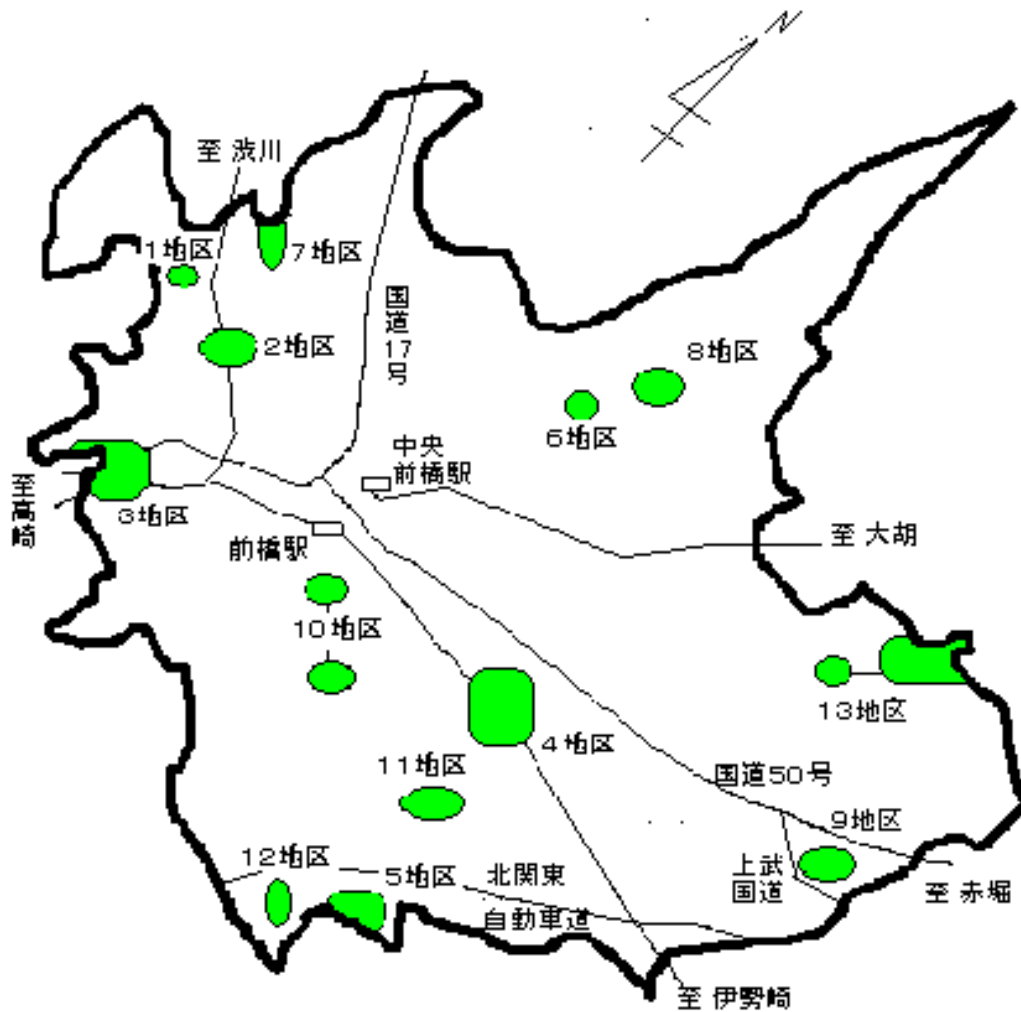 N
至 渋川
1地区
7地区
国道17号
2地区
8地区
6地区
中央
前橋駅
至高崎
3地区
前橋駅
至 大胡
10地区
13地区
4地区
11地区
国道50号
9地区
12地区
5地区
北関東
自動車道
上武
国道
至 赤堀
至 伊勢崎